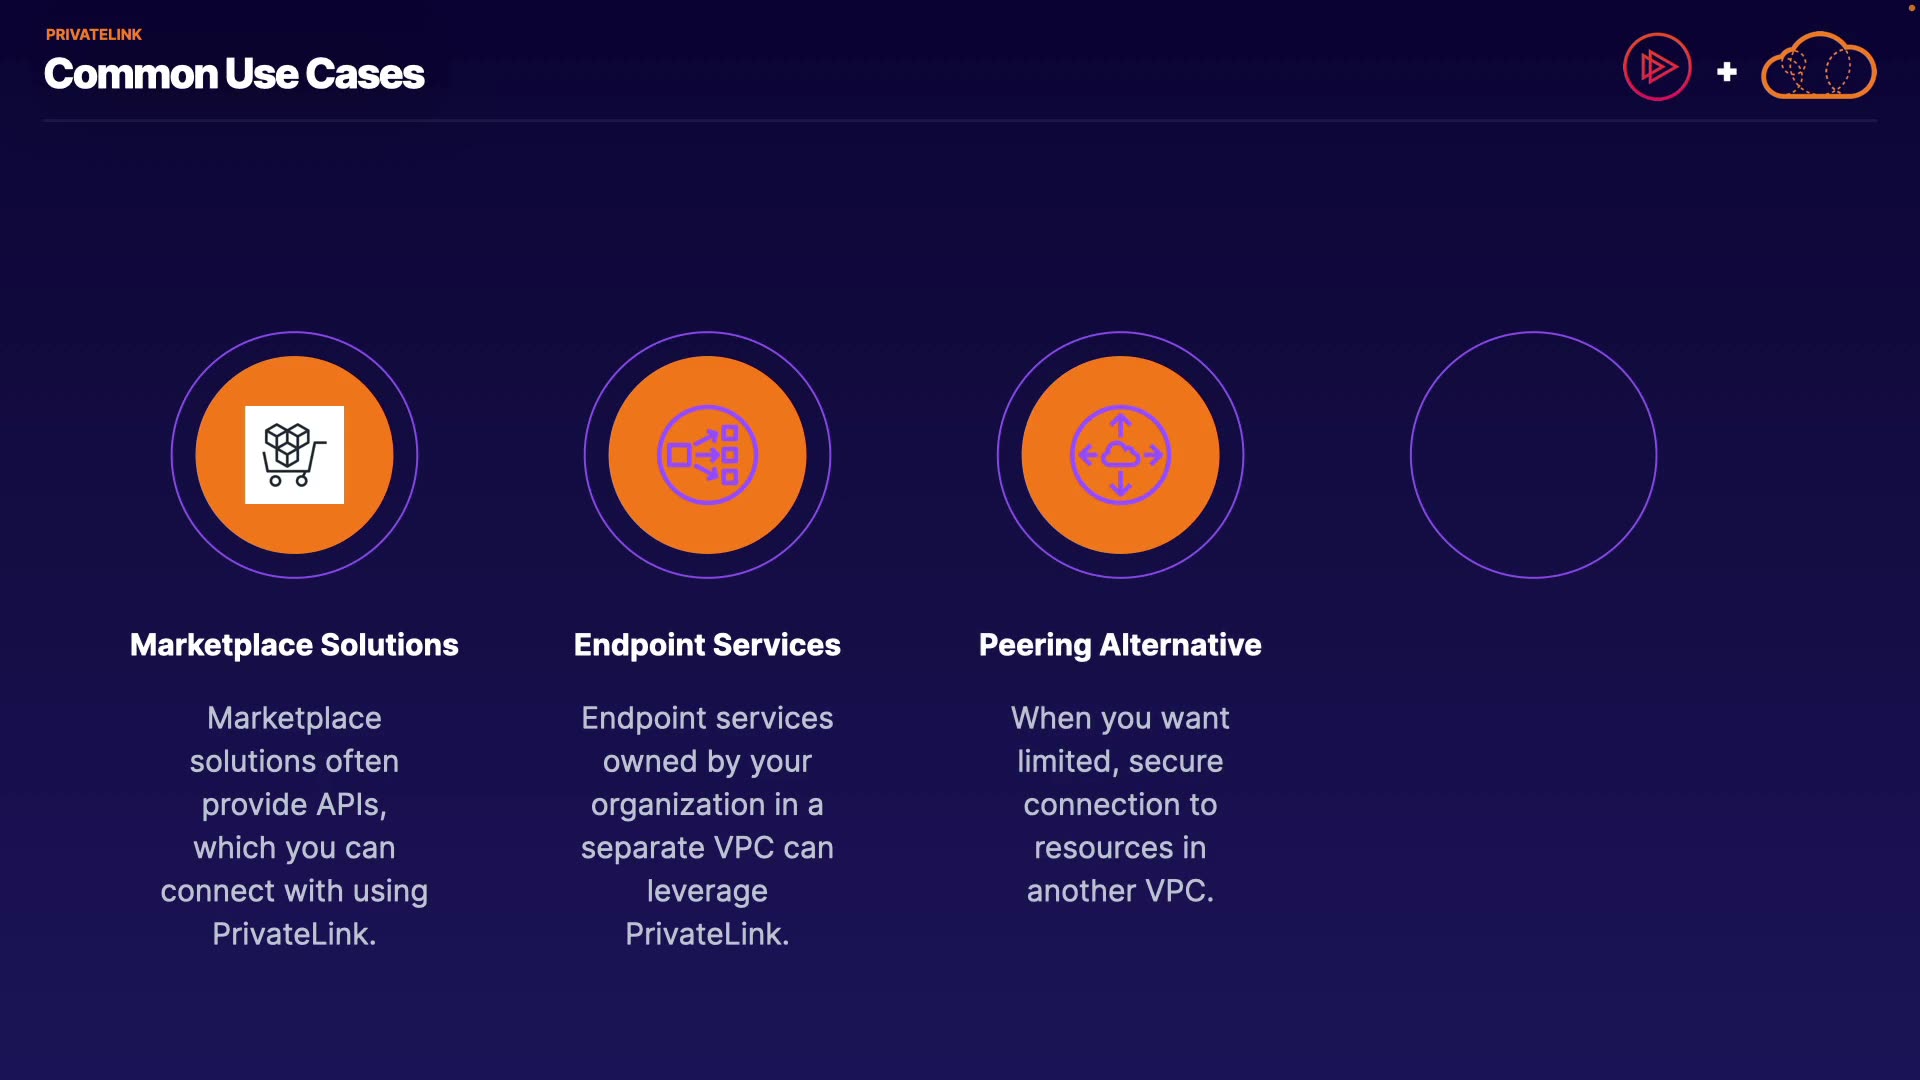 PRIVATELINK
Common Use Cases
Marketplace Solutions
Marketplace
solutions often
provide APIs,
which you can
connect with using
PrivateLink.
Endpoint Services
Endpoint services
owned by your
organization in a
separate VPC can
leverage
PrivateLink.
Peering Alternative
When you want
limited, secure
connection to
resources in
another VPC.